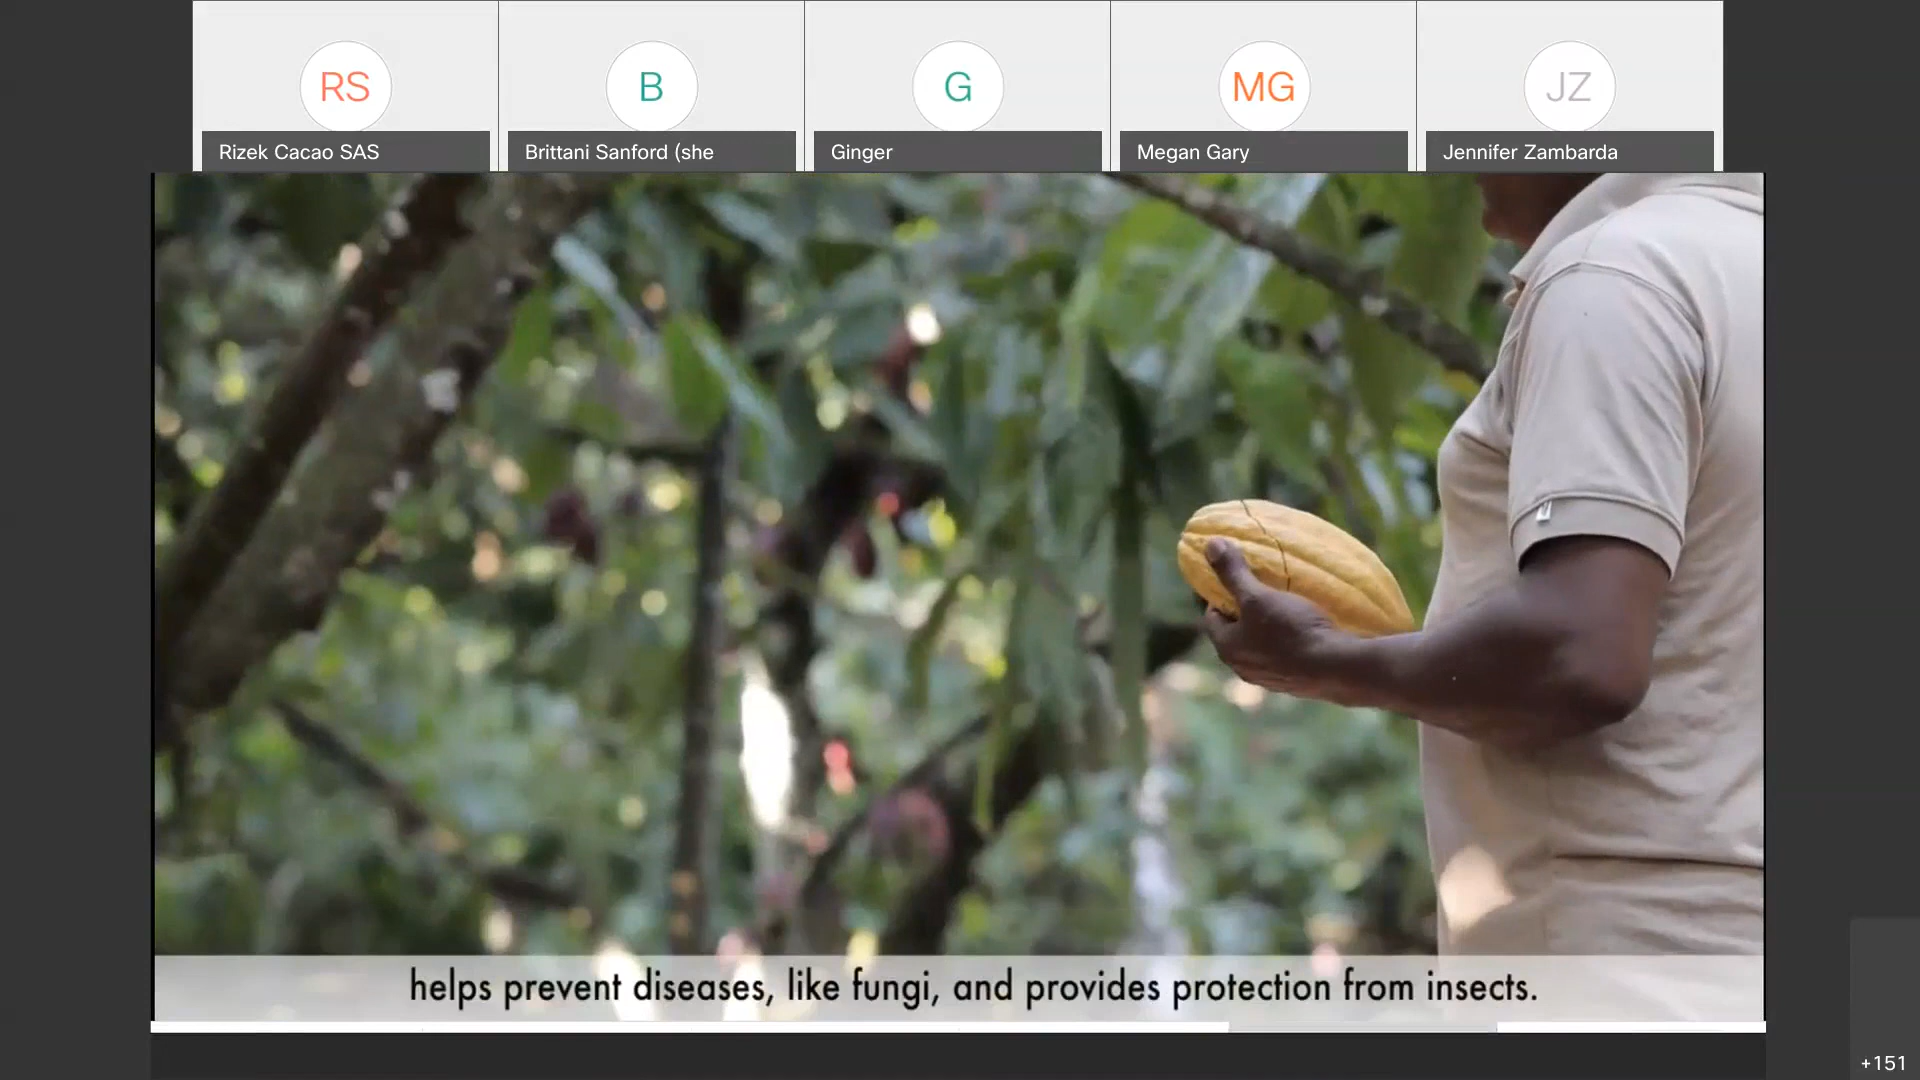 RS
B
G
MG
JZ
Rizek Cacao SAS
Brittani Sanford (she
Ginger
Megan Gary
Jennifer Zambarda
helps prevent diseases, like fungi, and provides protection from insects.
+151